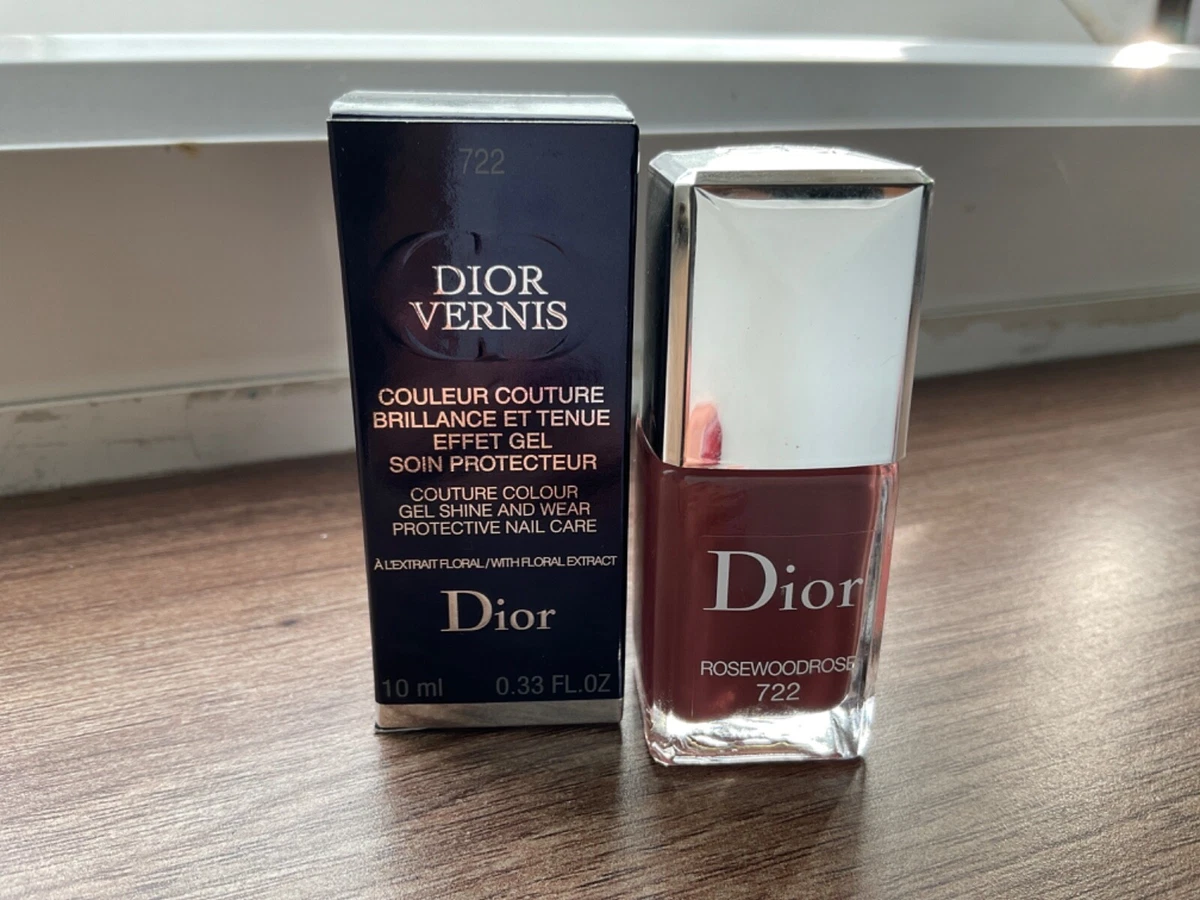 722
DIOR
VERNIS
COULEUR COUTURE
BRILLANCE ET TENUE
EFFET GEL
SOIN PROTECTEUR
COUTURE COLOUR
GEL SHINE AND WEAR
PROTECTIVE NAIL CARE
À L'EXTRAIT FLORAL / WITH FLORAL EXTRACT
Dior
10 ml 0.33 FL.OZ
Dior
ROSEWOODROSE
722